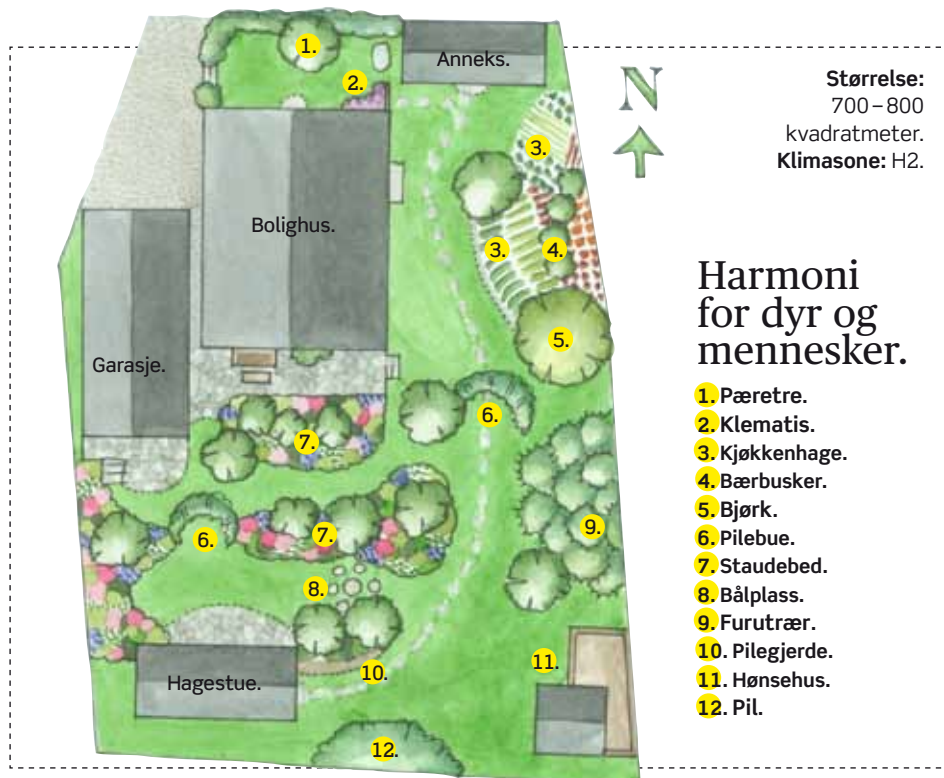 1.
Anneks.
2.
N
Størrelse:
700–800
kvadratmeter.
Klimasone: H2.
3.
Bolighus.
3.
4.
5.
Garasje.
6.
7.
9.
6.
7.
8.
10.
11.
Hagestue.
12.
Harmoni
for dyr og
mennesker.
1. Pæretre.
2. Klematis.
3. Kjøkkenhage.
4. Bærbusker.
5. Bjørk.
6. Pilebue.
7. Staudebed.
8. Bålplass.
9. Furutrær.
10. Pilegjerde.
11. Hønsehus.
12. Pil.